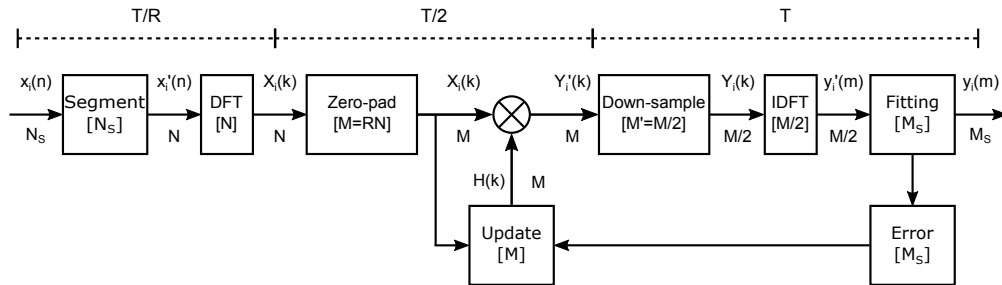 T/R T/2 T
xᵢ(n) xᵢ'(n) Xᵢ(k) Xᵢ(k) Yᵢ'(k) Yᵢ(k) yᵢ'(m) yᵢ(m)
Segment
[Nₛ]
DFT
[N]
Zero-pad
[M=RN]
Down-sample
[M'=M/2]
IDFT
[M/2]
Fitting
[Mₛ]
Nₛ N N M M M/2 M/2 Mₛ
H(k) M
Update
[M]
Error
[Mₛ]